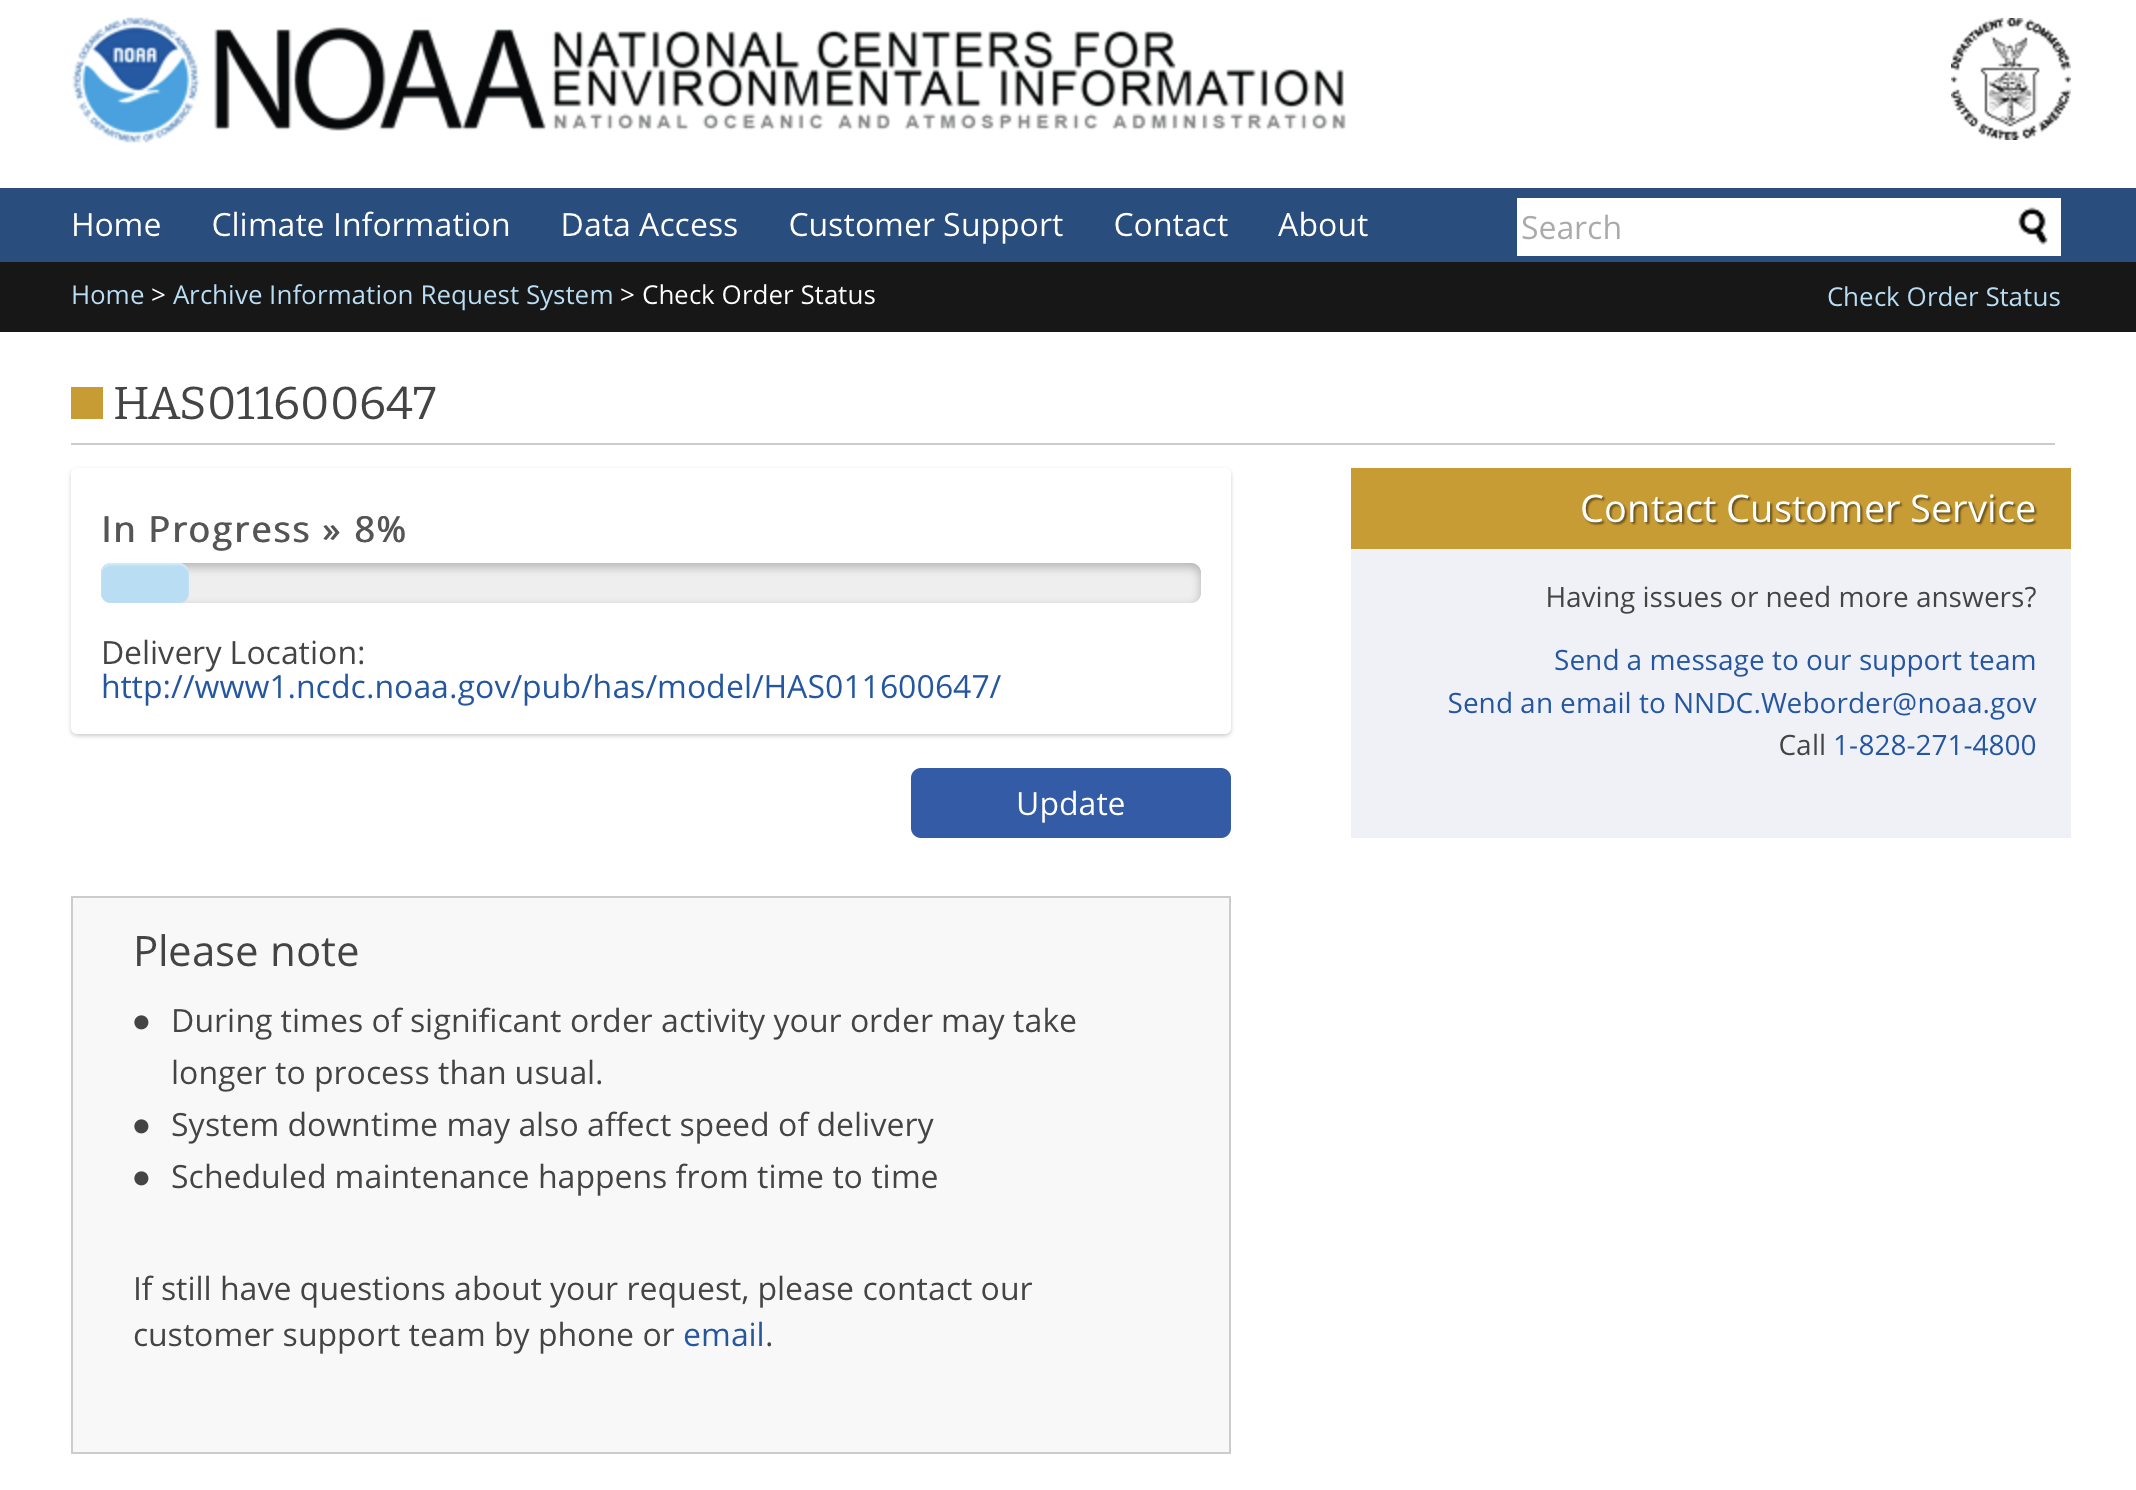 NOAA
NOAA
NATIONAL CENTERS FOR
ENVIRONMENTAL INFORMATION
NATIONAL OCEANIC AND ATMOSPHERIC ADMINISTRATION
DEPARTMENT OF COMMERCE
UNITED STATES OF AMERICA
Home Climate Information Data Access Customer Support Contact About Search
Home > Archive Information Request System > Check Order Status Check Order Status
HAS011600647
In Progress » 8%
Delivery Location:
http://www1.ncdc.noaa.gov/pub/has/model/HAS011600647/
Update
Contact Customer Service
Having issues or need more answers?
Send a message to our support team
Send an email to NNDC.Weborder@noaa.gov
Call 1-828-271-4800
Please note
● During times of significant order activity your order may take
longer to process than usual.
● System downtime may also affect speed of delivery
● Scheduled maintenance happens from time to time
If still have questions about your request, please contact our
customer support team by phone or email.